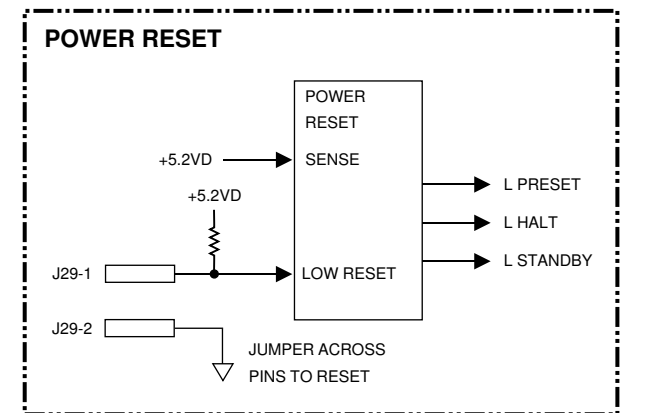 POWER RESET
POWER
RESET
+5.2VD
SENSE
+5.2VD
L PRESET
L HALT
L STANDBY
J29-1
LOW RESET
J29-2
JUMPER ACROSS
PINS TO RESET